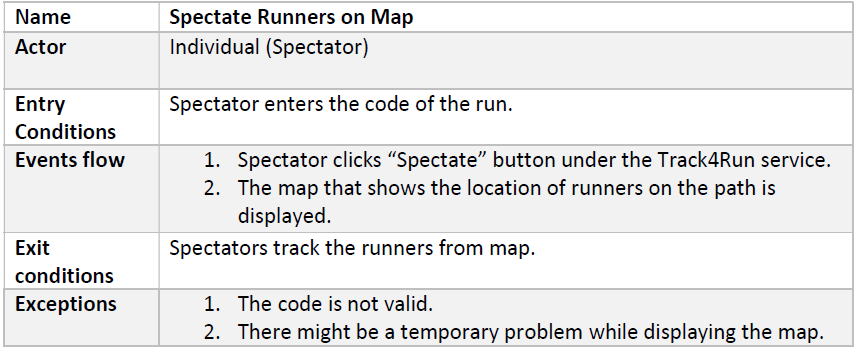 Name Spectate Runners on Map
Actor Individual (Spectator)
Entry Spectator enters the code of the run.
Conditions
Events flow 1. Spectator clicks “Spectate” button under the Track4Run service.
2. The map that shows the location of runners on the path is
displayed.
Exit Spectators track the runners from map.
conditions
Exceptions 1. The code is not valid.
2. There might be a temporary problem while displaying the map.